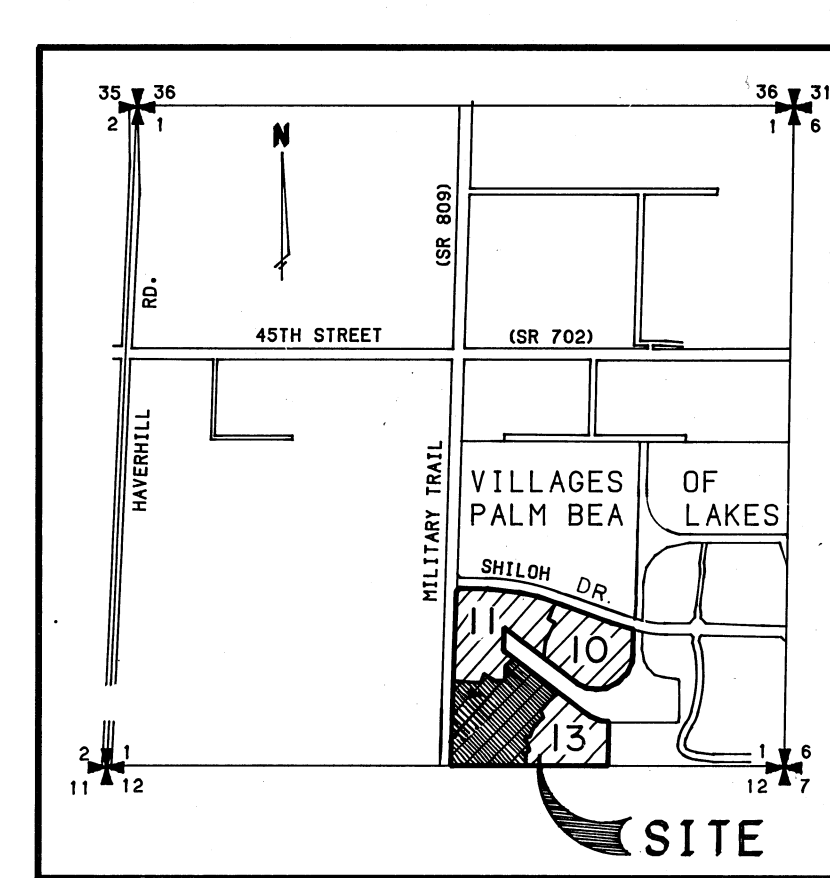 35 36
2 1
36 31
1 6
N
(SR 809)
RD.
45TH STREET (SR 702)
HAVERHILL
MILITARY TRAIL
VILLAGES OF
PALM BEA LAKES
SHILOH DR.
11
10
13
2 1
11 12
1 6
12 7
SITE